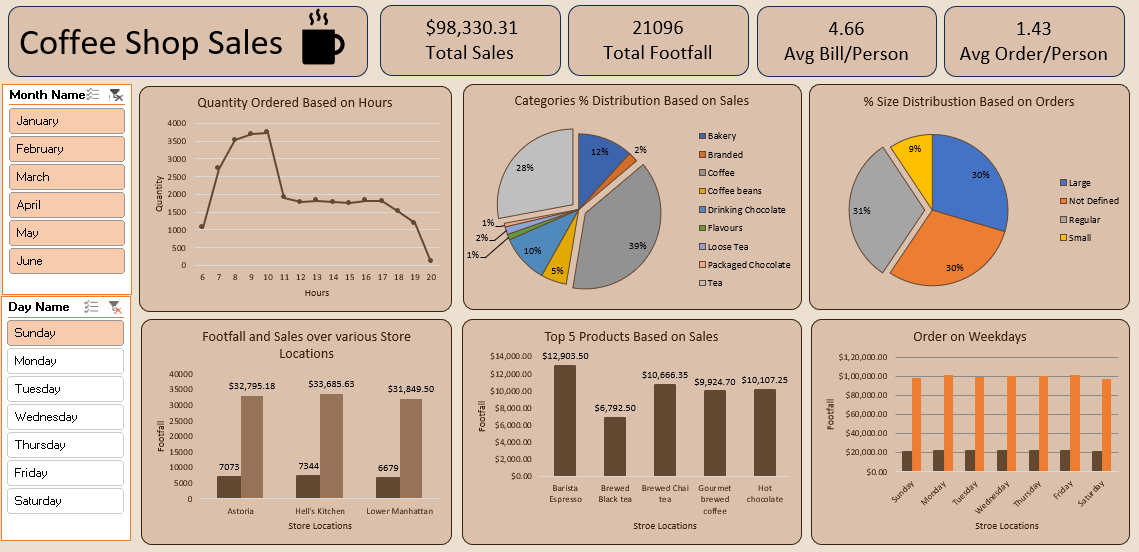 Coffee Shop Sales
$98,330.31
Total Sales
21096
Total Footfall
4.66
Avg Bill/Person
1.43
Avg Order/Person
Month Name
January
February
March
April
May
June
Day Name
Sunday
Monday
Tuesday
Wednesday
Thursday
Friday
Saturday
Quantity Ordered Based on Hours
Quantity
4000
3500
3000
2500
2000
1500
1000
500
0
6 7 8 9 10 11 12 13 14 15 16 17 18 19 20
Hours
Categories % Distribution Based on Sales
12%
2%
39%
5%
10%
1%
2%
1%
28%
Bakery
Branded
Coffee
Coffee beans
Drinking Chocolate
Flavours
Loose Tea
Packaged Chocolate
Tea
% Size Distribustion Based on Orders
30%
30%
31%
9%
Large
Not Defined
Regular
Small
Footfall and Sales over various Store
Locations
Footfall
40000
35000
30000
25000
20000
15000
10000
5000
0
$32,795.18
$33,685.63
$31,849.50
7073
7344
6679
Astoria
Hell's Kitchen
Lower Manhattan
Store Locations
Top 5 Products Based on Sales
Footfall
$14,000.00
$12,000.00
$10,000.00
$8,000.00
$6,000.00
$4,000.00
$2,000.00
$0.00
$12,903.50
$6,792.50
$10,666.35
$9,924.70
$10,107.25
Barista
Espresso
Brewed
Black tea
Brewed Chai
tea
Gourmet
brewed
coffee
Hot
chocolate
Stroe Locations
Order on Weekdays
Footfall
$1,20,000.00
$1,00,000.00
$80,000.00
$60,000.00
$40,000.00
$20,000.00
$0.00
Sunday
Monday
Tuesday
Wednesday
Thursday
Friday
Saturday
Stroe Locations